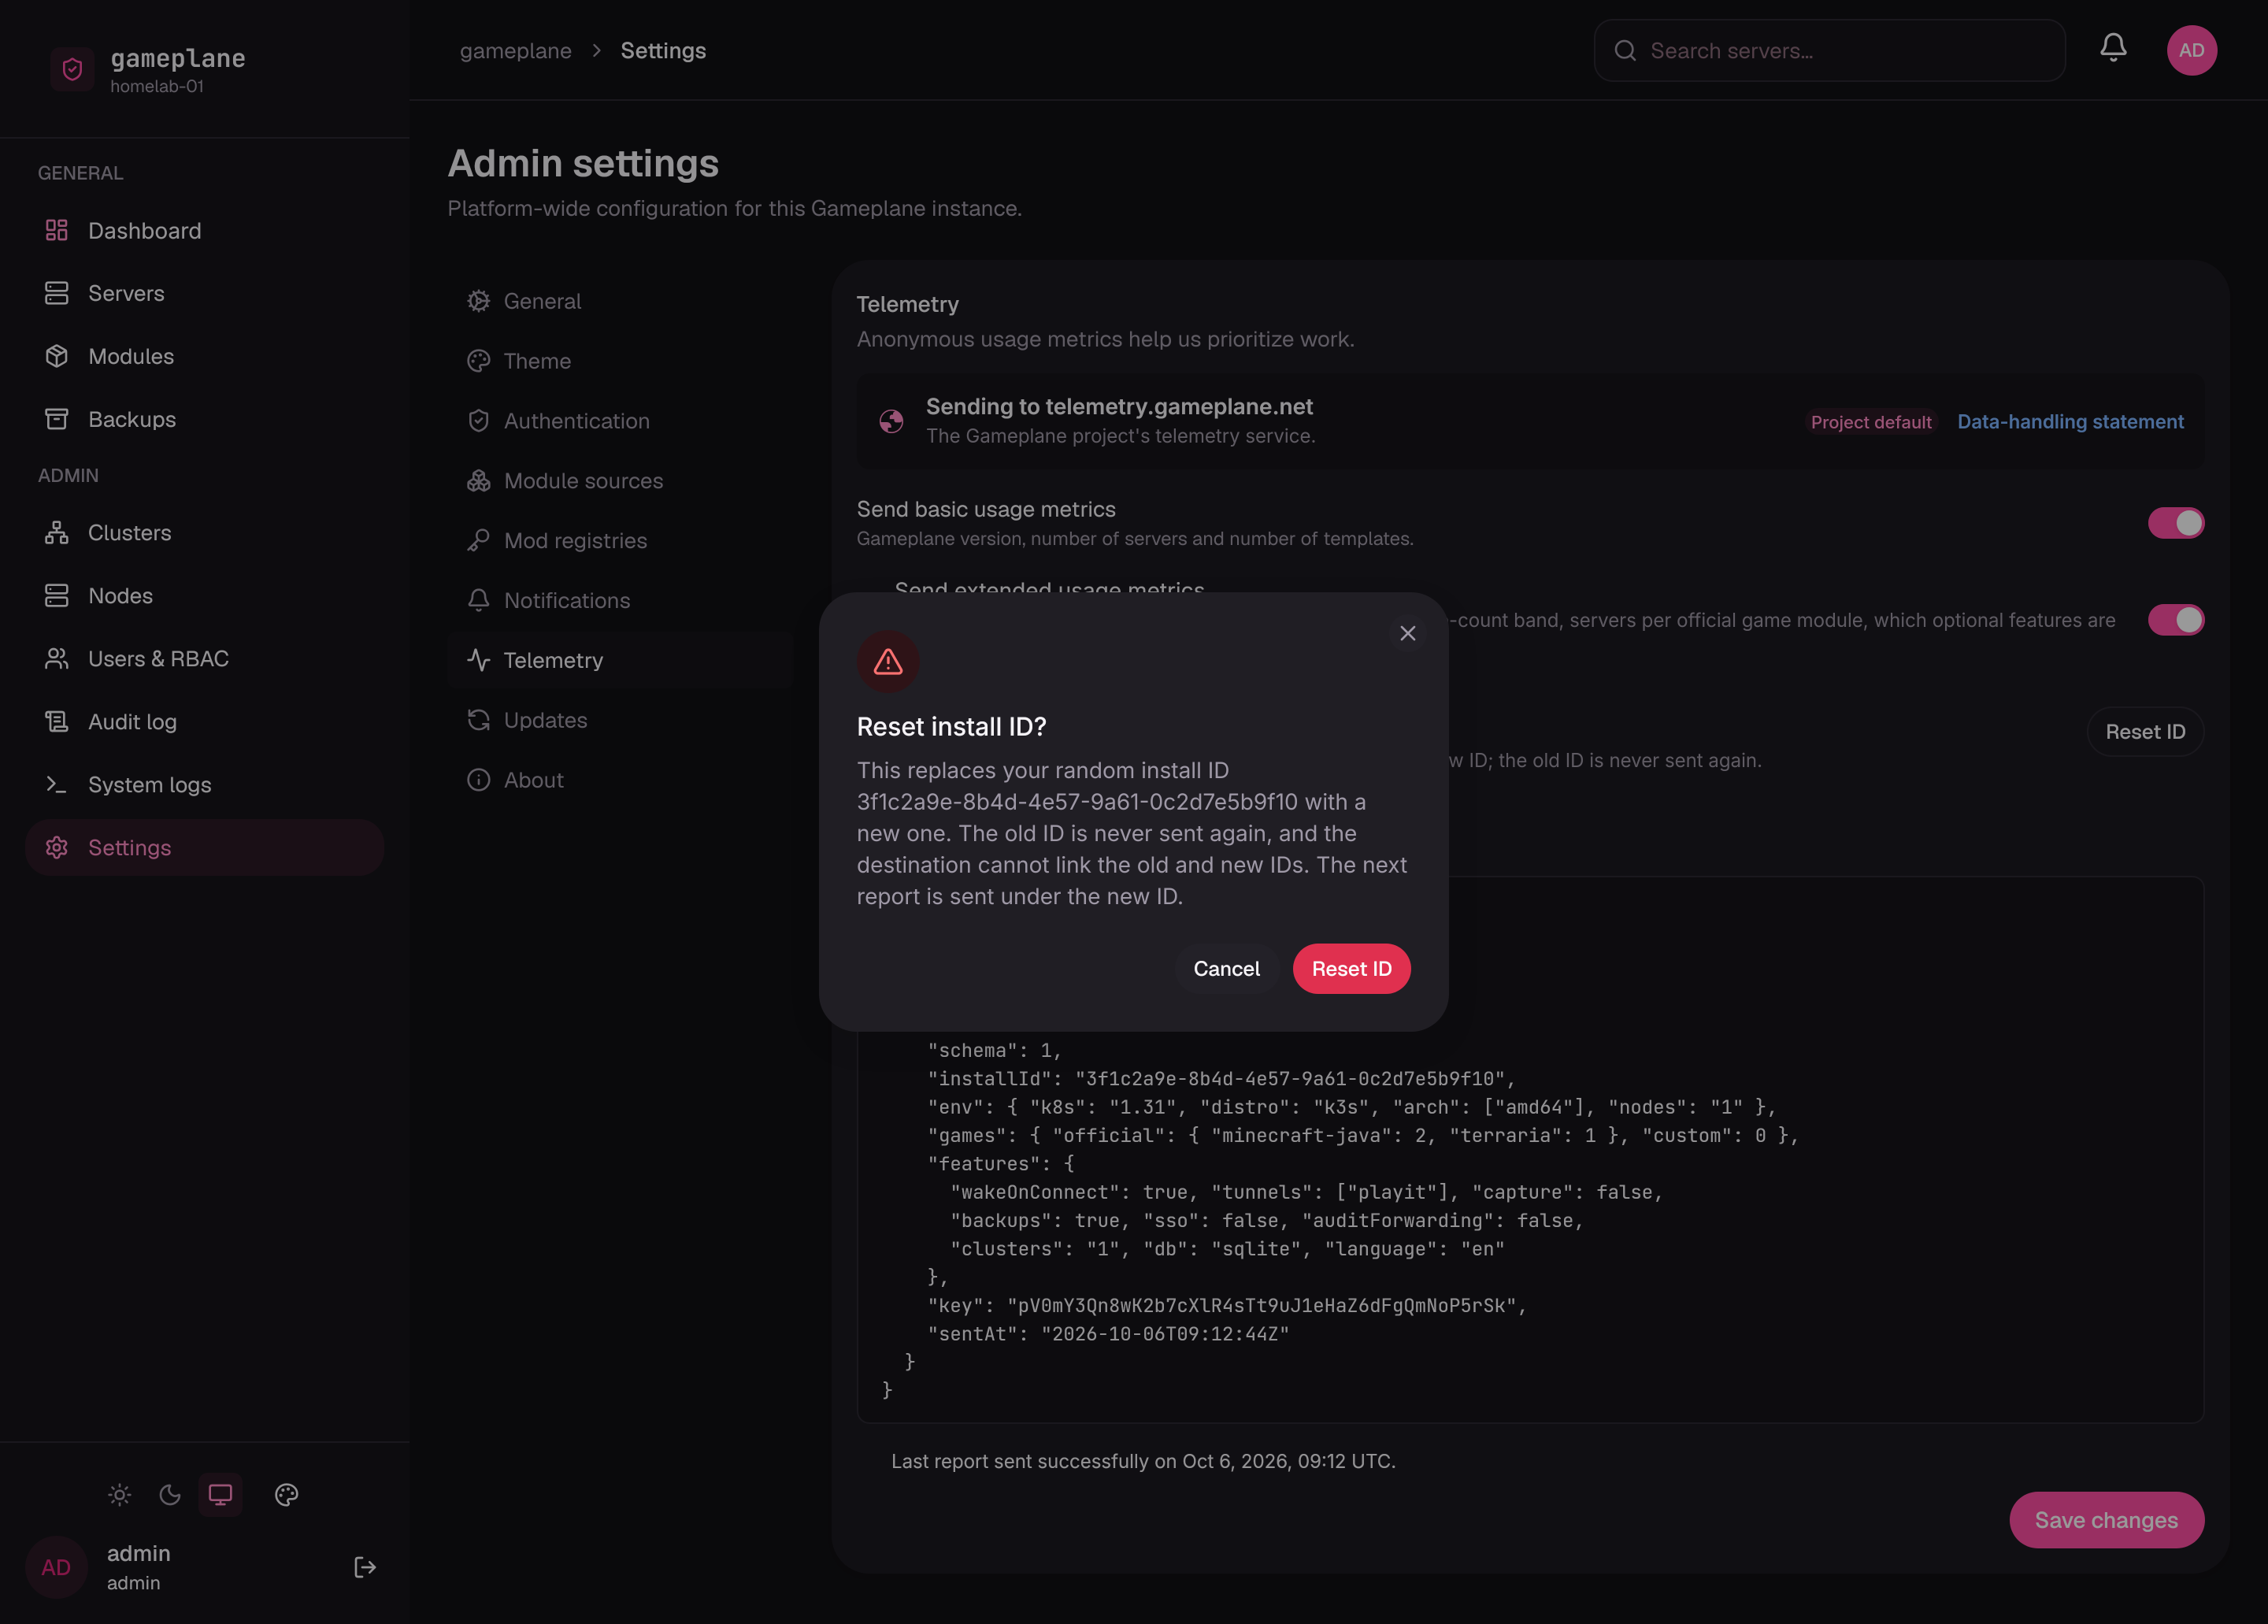 gameplane
homelab-01
GENERAL
Dashboard
Servers
Modules
Backups
ADMIN
Clusters
Nodes
Users & RBAC
Audit log
System logs
Settings
AD
admin
admin
gameplane > Settings
Search servers...
AD
Admin settings
Platform-wide configuration for this Gameplane instance.
General
Theme
Authentication
Module sources
Mod registries
Notifications
Telemetry
Updates
About
Telemetry
Anonymous usage metrics help us prioritize work.
Sending to telemetry.gameplane.net
The Gameplane project's telemetry service.
Project default
Data-handling statement
Send basic usage metrics
Gameplane version, number of servers and number of templates.
Send extended usage metrics
-count band, servers per official game module, which optional features are
Reset ID
w ID; the old ID is never sent again.
Reset install ID?
This replaces your random install ID
3f1c2a9e-8b4d-4e57-9a61-0c2d7e5b9f10 with a
new one. The old ID is never sent again, and the
destination cannot link the old and new IDs. The next
report is sent under the new ID.
Cancel
Reset ID
"schema": 1,
"installId": "3f1c2a9e-8b4d-4e57-9a61-0c2d7e5b9f10",
"env": { "k8s": "1.31", "distro": "k3s", "arch": ["amd64"], "nodes": "1" },
"games": { "official": { "minecraft-java": 2, "terraria": 1 }, "custom": 0 },
"features": {
"wakeOnConnect": true, "tunnels": ["playit"], "capture": false,
"backups": true, "sso": false, "auditForwarding": false,
"clusters": "1", "db": "sqlite", "language": "en"
},
"key": "pV0mY3Qn8wK2b7cXlR4sTt9uJ1eHaZ6dFgQmNoP5rSk",
"sentAt": "2026-10-06T09:12:44Z"
}
}
Last report sent successfully on Oct 6, 2026, 09:12 UTC.
Save changes